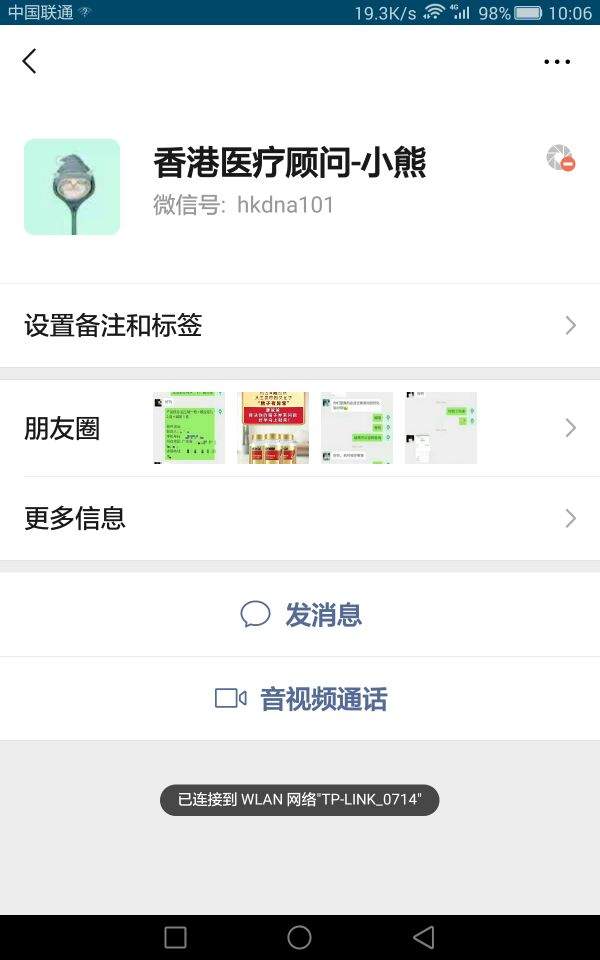 中国联通 19.3K/s 4G 98% 10:06
香港医疗顾问-小熊
微信号: hkdna101
设置备注和标签
朋友圈
更多信息
发消息
音视频通话
已连接到 WLAN 网络"TP-LINK_0714"